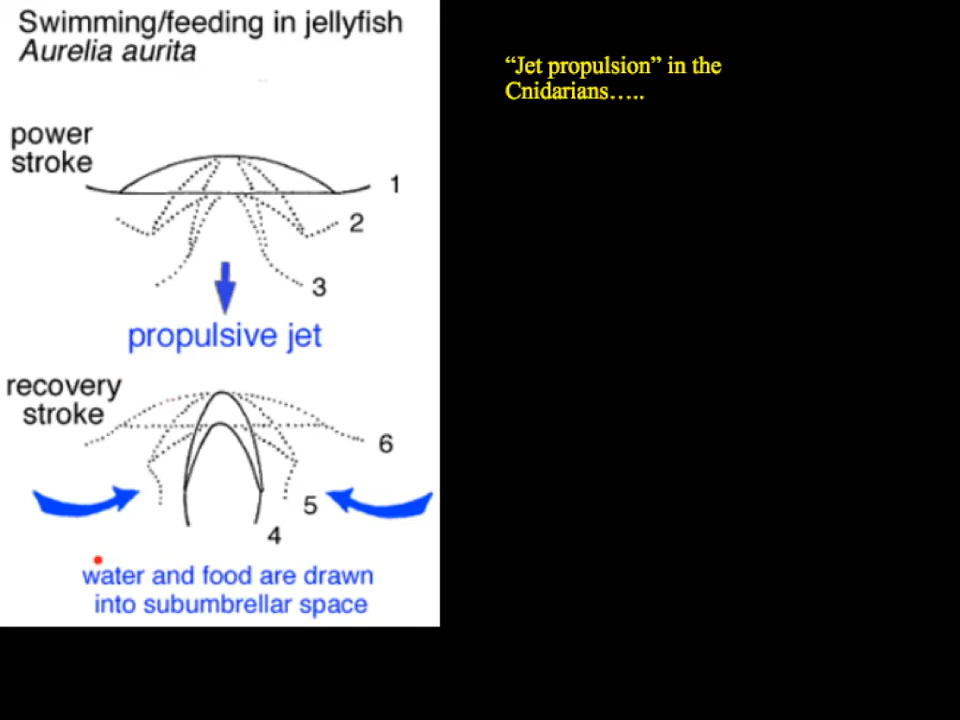 Swimming/feeding in jellyfish
Aurelia aurita
"Jet propulsion" in the
Cnidarians…..
power
stroke
1
2
3
propulsive jet
recovery
stroke
6
5
4
water and food are drawn
into subumbrellar space